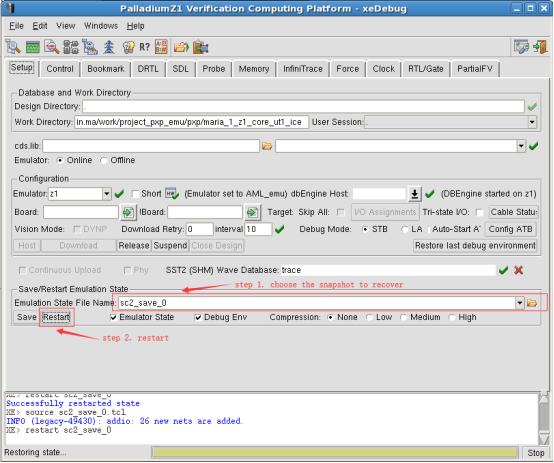 PalladiumZ1 Verification Computing Platform - xeDebug
File Edit View Windows Help
R?
Setup Control Bookmark DRTL SDL Probe Memory InfiniTrace Force Clock RTL/Gate PartialFV
Database and Work Directory
Design Directory: .
Work Directory: in.ma/work/project_pxp_emu/pxp/maria_1_z1_core_ut1_ice User Session: .
cds.lib:
Emulator: Online Offline
Configuration
Emulator: z1 Short HW (Emulator set to AML_emu) dbEngine Host: (DBEngine started on z1)
Board: !Board: Target: Skip All: I/O Assignments Tri-state I/O: Cable Statu
Vision Mode: DYNP Download Retry: 0 interval 10 Debug Mode: STB LA Auto-Start A Config ATB
Host Download Release Suspend Close Design Restore last debug environment
Continuous Upload Phy SST2 (SHM) Wave Database: trace
step 1. choose the snapshot to recover
Save/Restart Emulation State
Emulation State File Name: sc2_save_0
Save Restart Emulator State Debug Env Compression: None Low Medium High
step 2. restart
XE> restart sc2_save_0
Successfully restarted state
XE> source sc2_save_0.tcl
INFO (legacy-49430): addio: 26 new nets are added.
XE> restart sc2_save_0
Restoring state... Stop